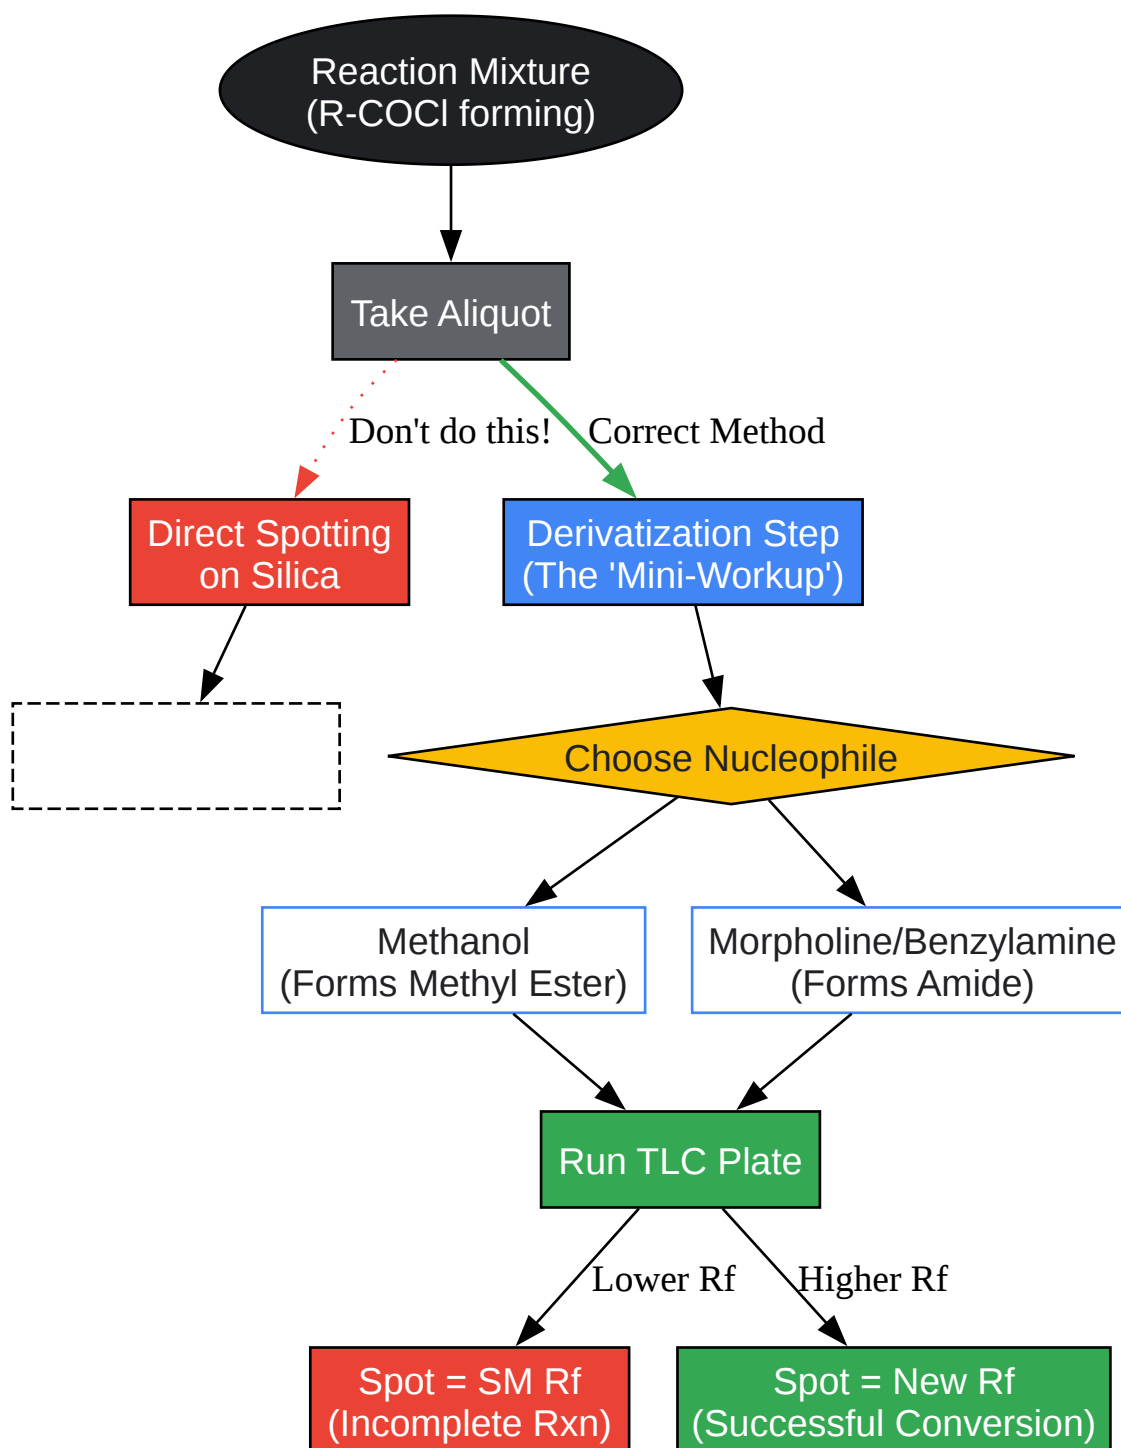 Reaction Mixture
(R-COCl forming)
Take Aliquot
Don't do this!
Correct Method
Direct Spotting
on Silica
Derivatization Step
(The 'Mini-Workup')
Choose Nucleophile
Methanol
(Forms Methyl Ester)
Morpholine/Benzylamine
(Forms Amide)
Run TLC Plate
Lower Rf
Higher Rf
Spot = SM Rf
(Incomplete Rxn)
Spot = New Rf
(Successful Conversion)